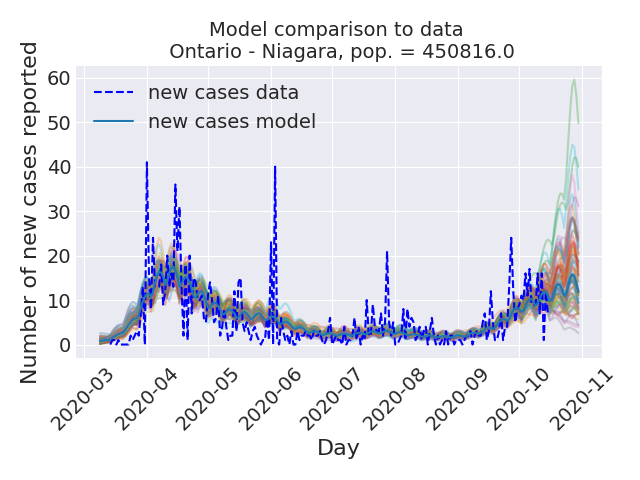 Model comparison to data
Ontario - Niagara, pop. = 450816.0
Number of new cases reported
60
50
40
30
20
10
0
new cases data
new cases model
2020-03
2020-04
2020-05
2020-06
2020-07
2020-08
2020-09
2020-10
2020-11
Day